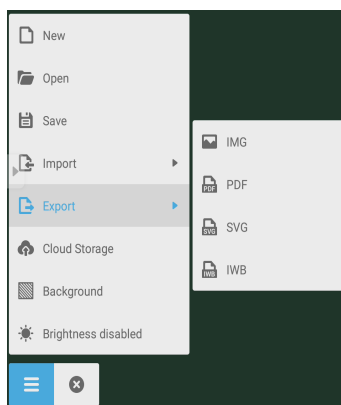 New
Open
Save
Import
Export
Cloud Storage
Background
Brightness disabled
IMG
PDF
PDF
SVG
SVG
IWB
IWB